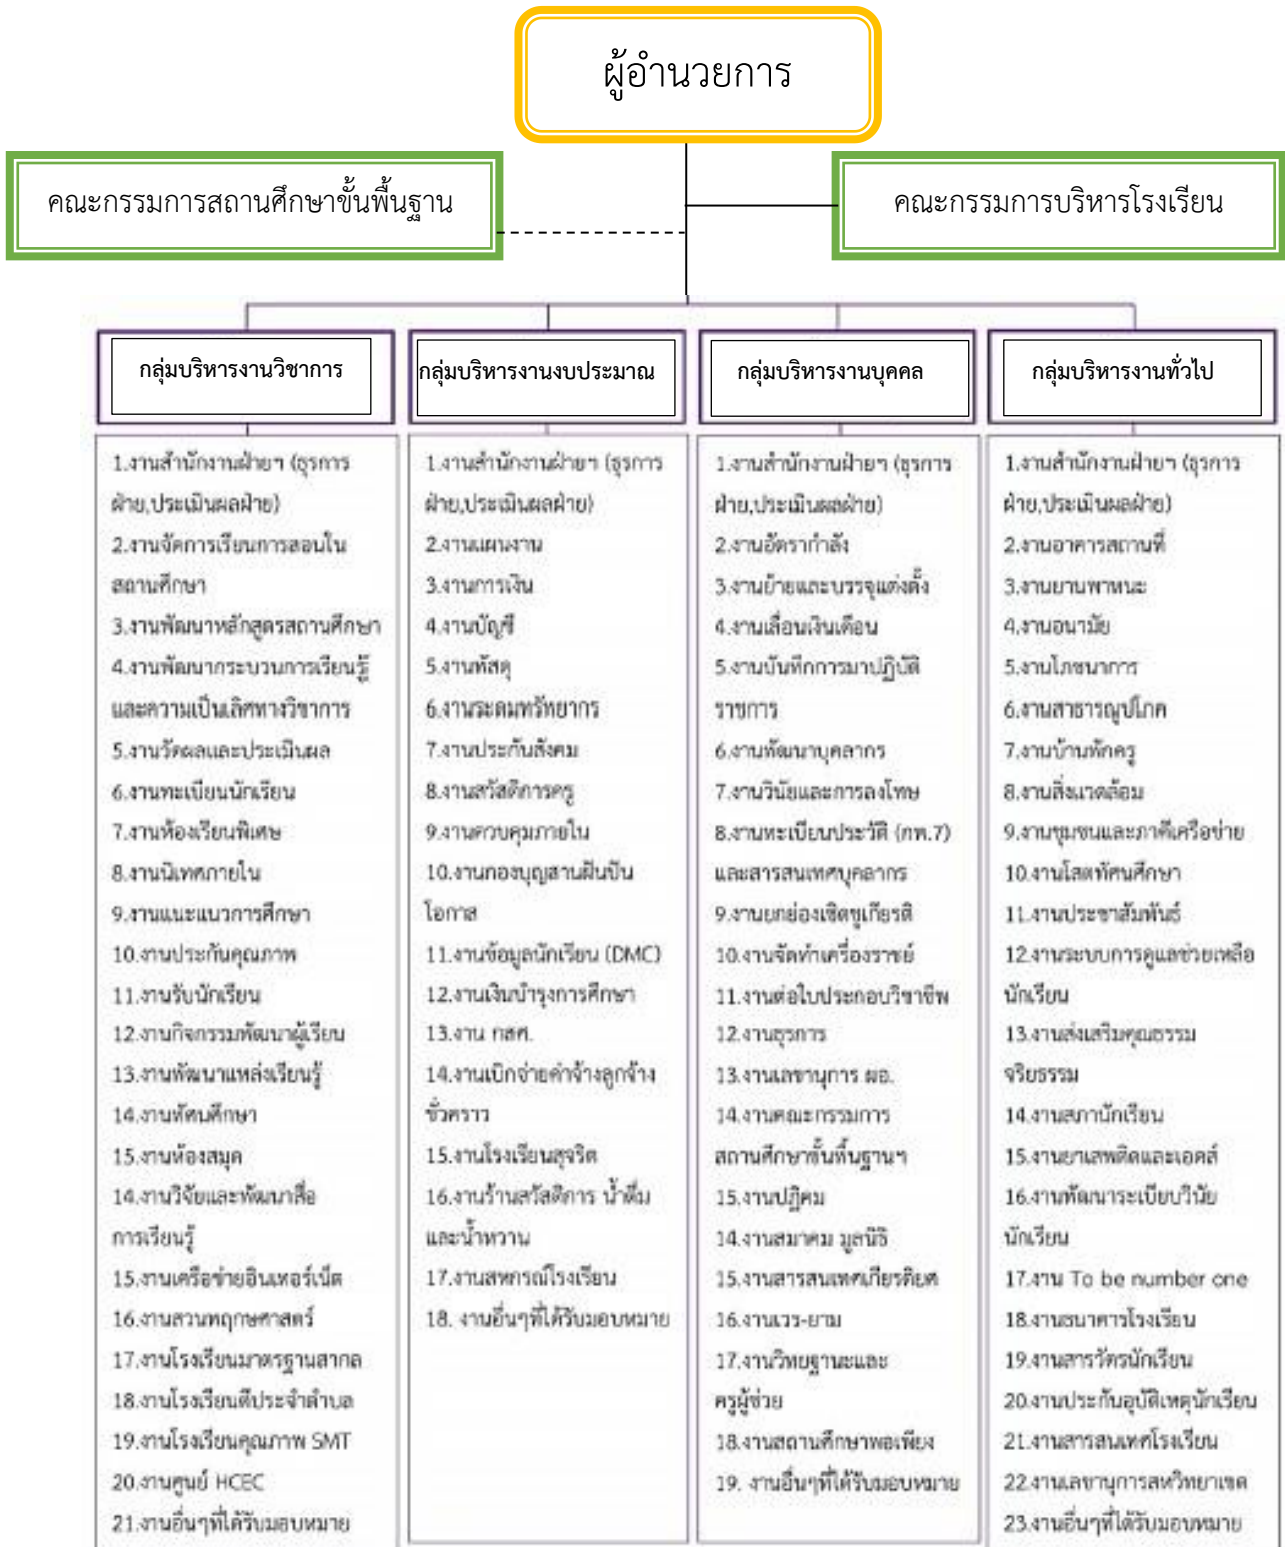 ผู้อำนวยการ
คณะกรรมการสถานศึกษาขั้นพื้นฐาน
คณะกรรมการบริหารโรงเรียน
กลุ่มบริหารงานวิชาการ
1.งานสำนักงานฝ่ายฯ (ธุรการ
ฝ่าย,ประเมินผลฝ่าย)
2.งานจัดการเรียนการสอนใน
สถานศึกษา
3.งานพัฒนาหลักสูตรสถานศึกษา
4.งานพัฒนากระบวนการเรียนรู้
และความเป็นเลิศทางวิชาการ
5.งานวัดผลและประเมินผล
6.งานทะเบียนนักเรียน
7.งานห้องเรียนพิเศษ
8.งานนิเทศภายใน
9.งานแนะแนวการศึกษา
10.งานประกันคุณภาพ
11.งานรับนักเรียน
12.งานกิจกรรมพัฒนาผู้เรียน
13.งานพัฒนาแหล่งเรียนรู้
14.งานทัศนศึกษา
15.งานห้องสมุด
14.งานวิจัยและพัฒนาสื่อ
การเรียนรู้
15.งานเครือข่ายอินเทอร์เน็ต
16.งานสวนพฤกษศาสตร์
17.งานโรงเรียนมาตรฐานสากล
18.งานโรงเรียนดีประจำตำบล
19.งานโรงเรียนคุณภาพ SMT
20.งานศูนย์ HCEC
21.งานอื่นๆที่ได้รับมอบหมาย
กลุ่มบริหารงานงบประมาณ
1.งานสำนักงานฝ่ายฯ (ธุรการ
ฝ่าย,ประเมินผลฝ่าย)
2.งานแผนงาน
3.งานการเงิน
4.งานบัญชี
5.งานพัสดุ
6.งานระดมทรัพยากร
7.งานประกันสังคม
8.งานสวัสดิการครู
9.งานควบคุมภายใน
10.งานกองบุญสานฝันปัน
โอกาส
11.งานข้อมูลนักเรียน (DMC)
12.งานเงินบำรุงการศึกษา
13.งาน กสศ.
14.งานเบิกจ่ายค่าจ้างลูกจ้าง
ชั่วคราว
15.งานโรงเรียนสุจริต
16.งานร้านสวัสดิการ น้ำดื่ม
และน้ำหวาน
17.งานสหกรณ์โรงเรียน
18. งานอื่นๆที่ได้รับมอบหมาย
กลุ่มบริหารงานบุคคล
1.งานสำนักงานฝ่ายฯ (ธุรการ
ฝ่าย,ประเมินผลฝ่าย)
2.งานอัตรากำลัง
3.งานย้ายและบรรจุแต่งตั้ง
4.งานเลื่อนเงินเดือน
5.งานบันทึกการมาปฏิบัติ
ราชการ
6.งานพัฒนาบุคลากร
7.งานวินัยและการลงโทษ
8.งานทะเบียนประวัติ (กพ.7)
และสารสนเทศบุคลากร
9.งานยกย่องเชิดชูเกียรติ
10.งานจัดทำเครื่องราชย์
11.งานต่อใบประกอบวิชาชีพ
12.งานธุรการ
13.งานเลขานุการ ผอ.
14.งานคณะกรรมการ
สถานศึกษาขั้นพื้นฐานฯ
15.งานปฏิคม
14.งานสมาคม มูลนิธิ
15.งานสารสนเทศเกียรติยศ
16.งานเวร-ยาม
17.งานวิทยฐานะและ
ครูผู้ช่วย
18.งานสถานศึกษาพอเพียง
19. งานอื่นๆที่ได้รับมอบหมาย
กลุ่มบริหารงานทั่วไป
1.งานสำนักงานฝ่ายฯ (ธุรการ
ฝ่าย,ประเมินผลฝ่าย)
2.งานอาคารสถานที่
3.งานยานพาหนะ
4.งานอนามัย
5.งานโภชนาการ
6.งานสาธารณูปโภค
7.งานบ้านพักครู
8.งานสิ่งแวดล้อม
9.งานชุมชนและภาคีเครือข่าย
10.งานโสตทัศนศึกษา
11.งานประชาสัมพันธ์
12.งานระบบการดูแลช่วยเหลือ
นักเรียน
13.งานส่งเสริมคุณธรรม
จริยธรรม
14.งานสภานักเรียน
15.งานยาเสพติดและเอดส์
16.งานพัฒนาระเบียบวินัย
นักเรียน
17.งาน To be number one
18.งานธนาคารโรงเรียน
19.งานสารวัตรนักเรียน
20.งานประกันอุบัติเหตุนักเรียน
21.งานสารสนเทศโรงเรียน
22.งานเลขานุการสหวิทยาเขต
23.งานอื่นๆที่ได้รับมอบหมาย